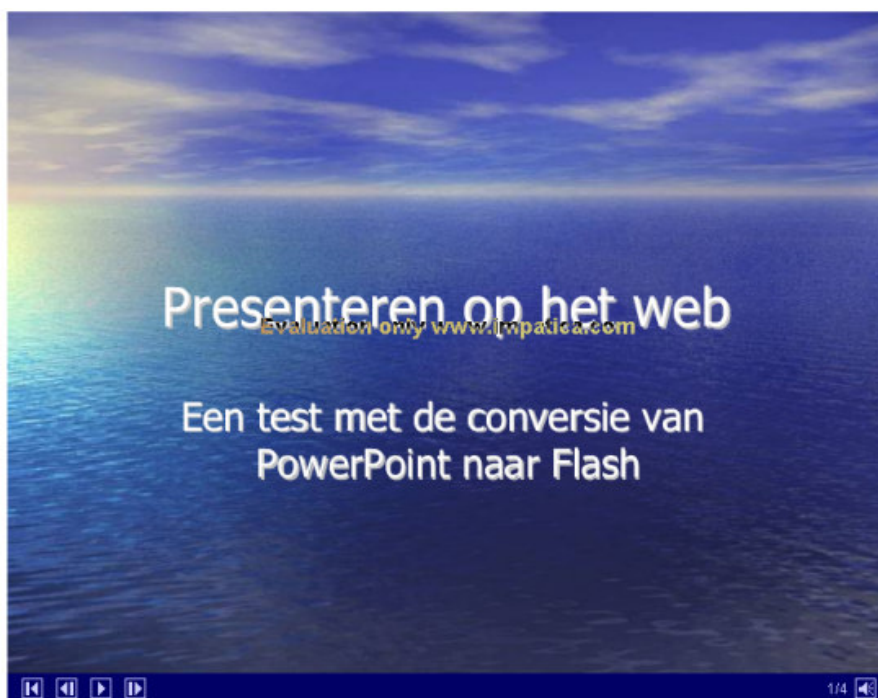 Presenteren op het web
Evaluation only www.impatica.com
Een test met de conversie van
PowerPoint naar Flash
1/4